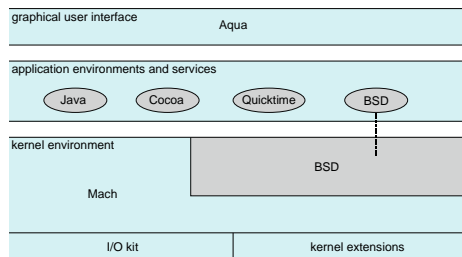 graphical user interface
Aqua
application environments and services
Java
Cocoa
Quicktime
BSD
kernel environment
BSD
Mach
I/O kit
kernel extensions